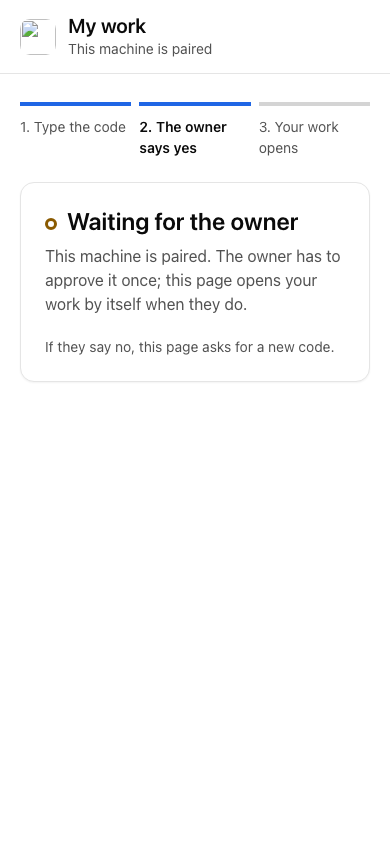 My work
This machine is paired
1. Type the code
2. The owner
says yes
3. Your work
opens
Waiting for the owner
This machine is paired. The owner has to
approve it once; this page opens your
work by itself when they do.
If they say no, this page asks for a new code.